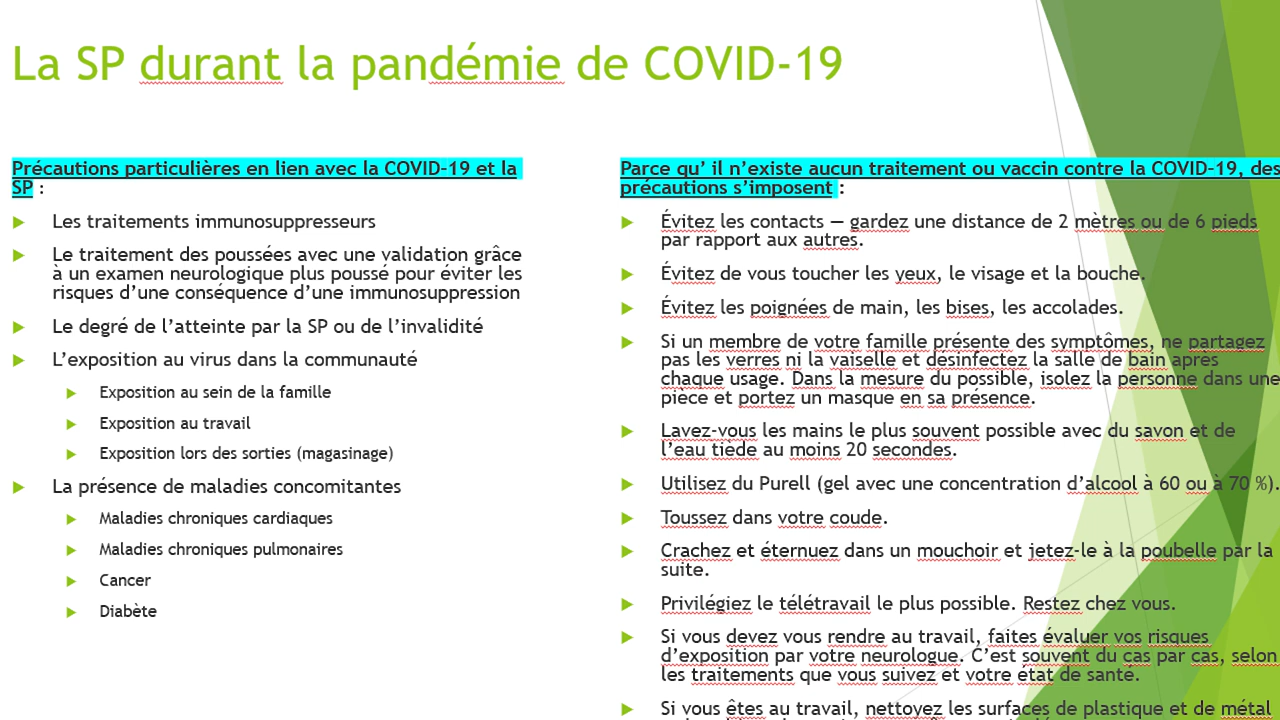 La SP durant la pandémie de COVID-19
Précautions particulières en lien avec la COVID-19 et la
SP :
Les traitements immunosuppresseurs
Le traitement des poussées avec une validation grâce
à un examen neurologique plus poussé pour éviter les
risques d’une conséquence d’une immunosuppression
Le degré de l’atteinte par la SP ou de l’invalidité
L’exposition au virus dans la communauté
Exposition au sein de la famille
Exposition au travail
Exposition lors des sorties (magasinage)
La présence de maladies concomitantes
Maladies chroniques cardiaques
Maladies chroniques pulmonaires
Cancer
Diabète
Parce qu’ il n’existe aucun traitement ou vaccin contre la COVID-19, des
précautions s’imposent :
Évitez les contacts — gardez une distance de 2 mètres ou de 6 pieds
par rapport aux autres.
Évitez de vous toucher les yeux, le visage et la bouche.
Évitez les poignées de main, les bises, les accolades.
Si un membre de votre famille présente des symptômes, ne partagez
pas les verres ni la vaiselle et désinfectez la salle de bain après
chaque usage. Dans la mesure du possible, isolez la personne dans une
pièce et portez un masque en sa présence.
Lavez-vous les mains le plus souvent possible avec du savon et de
l’eau tiède au moins 20 secondes.
Utilisez du Purell (gel avec une concentration d’alcool à 60 ou à 70 %).
Toussez dans votre coude.
Crachez et éternuez dans un mouchoir et jetez-le à la poubelle par la
suite.
Privilégiez le télétravail le plus possible. Restez chez vous.
Si vous devez vous rendre au travail, faites évaluer vos risques
d’exposition par votre neurologue. C’est souvent du cas par cas, selon
les traitements que vous suivez et votre état de santé.
Si vous êtes au travail, nettoyez les surfaces de plastique et de métal